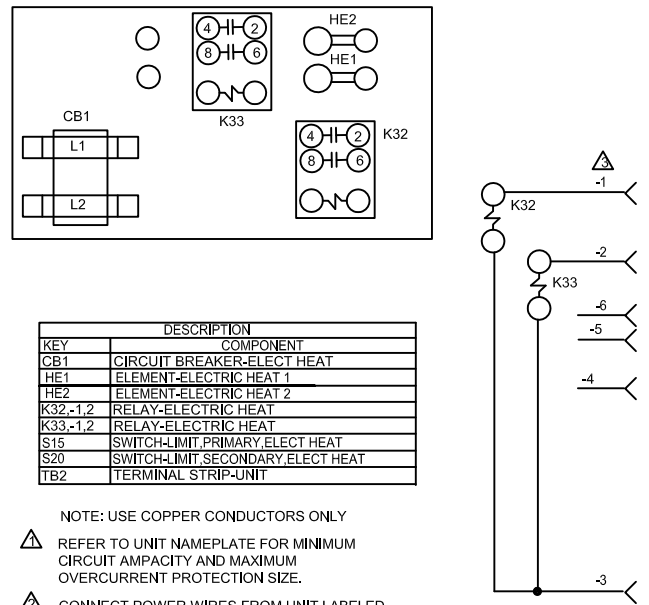 HE2
4 2
8 6
HE1
K33
CB1
L1
L2
4 2
8 6
K32
3
-1
K32
-2
K33
-6
-5
-4
-3
DESCRIPTION
KEY COMPONENT
CB1 CIRCUIT BREAKER-ELECT HEAT
HE1 ELEMENT-ELECTRIC HEAT 1
HE2 ELEMENT-ELECTRIC HEAT 2
K32,-1,2 RELAY-ELECTRIC HEAT
K33,-1,2 RELAY-ELECTRIC HEAT
S15 SWITCH-LIMIT,PRIMARY,ELECT HEAT
S20 SWITCH-LIMIT,SECONDARY,ELECT HEAT
TB2 TERMINAL STRIP-UNIT
NOTE: USE COPPER CONDUCTORS ONLY
1 REFER TO UNIT NAMEPLATE FOR MINIMUM
CIRCUIT AMPACITY AND MAXIMUM
OVERCURRENT PROTECTION SIZE.
2 CONNECT POWER WIRES FROM UNIT LABELED